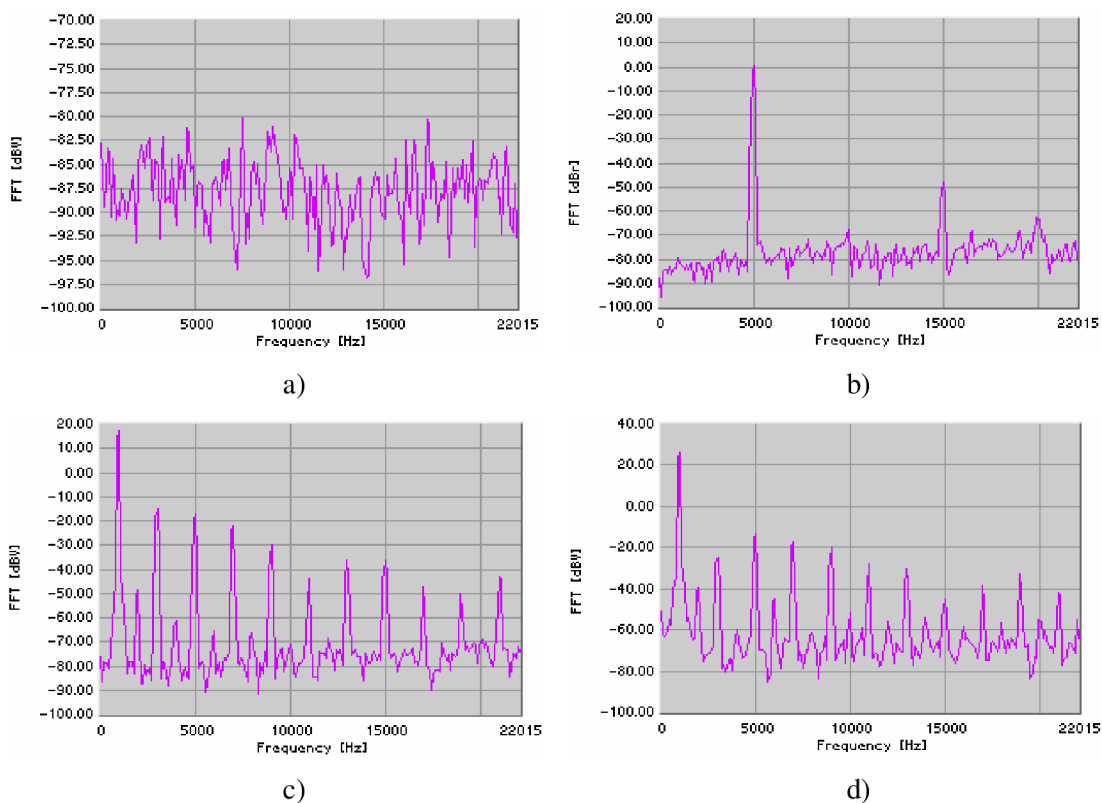 -70.00
-72.50
-75.00
-77.50
-80.00
-82.50
-85.00
-87.50
-90.00
-92.50
-95.00
-97.50
-100.00
FFT [dBV]
0 5000 10000 15000 22015
Frequency [Hz]
a)
20.00
10.00
0.00
-10.00
-20.00
-30.00
-40.00
-50.00
-60.00
-70.00
-80.00
-90.00
-100.00
FFT [dBr]
0 5000 10000 15000 22015
Frequency [Hz]
b)
20.00
10.00
0.00
-10.00
-20.00
-30.00
-40.00
-50.00
-60.00
-70.00
-80.00
-90.00
-100.00
FFT [dBV]
0 5000 10000 15000 22015
Frequency [Hz]
c)
40.00
20.00
0.00
-20.00
-40.00
-60.00
-80.00
-100.00
FFT [dBV]
0 5000 10000 15000 22015
Frequency [Hz]
d)